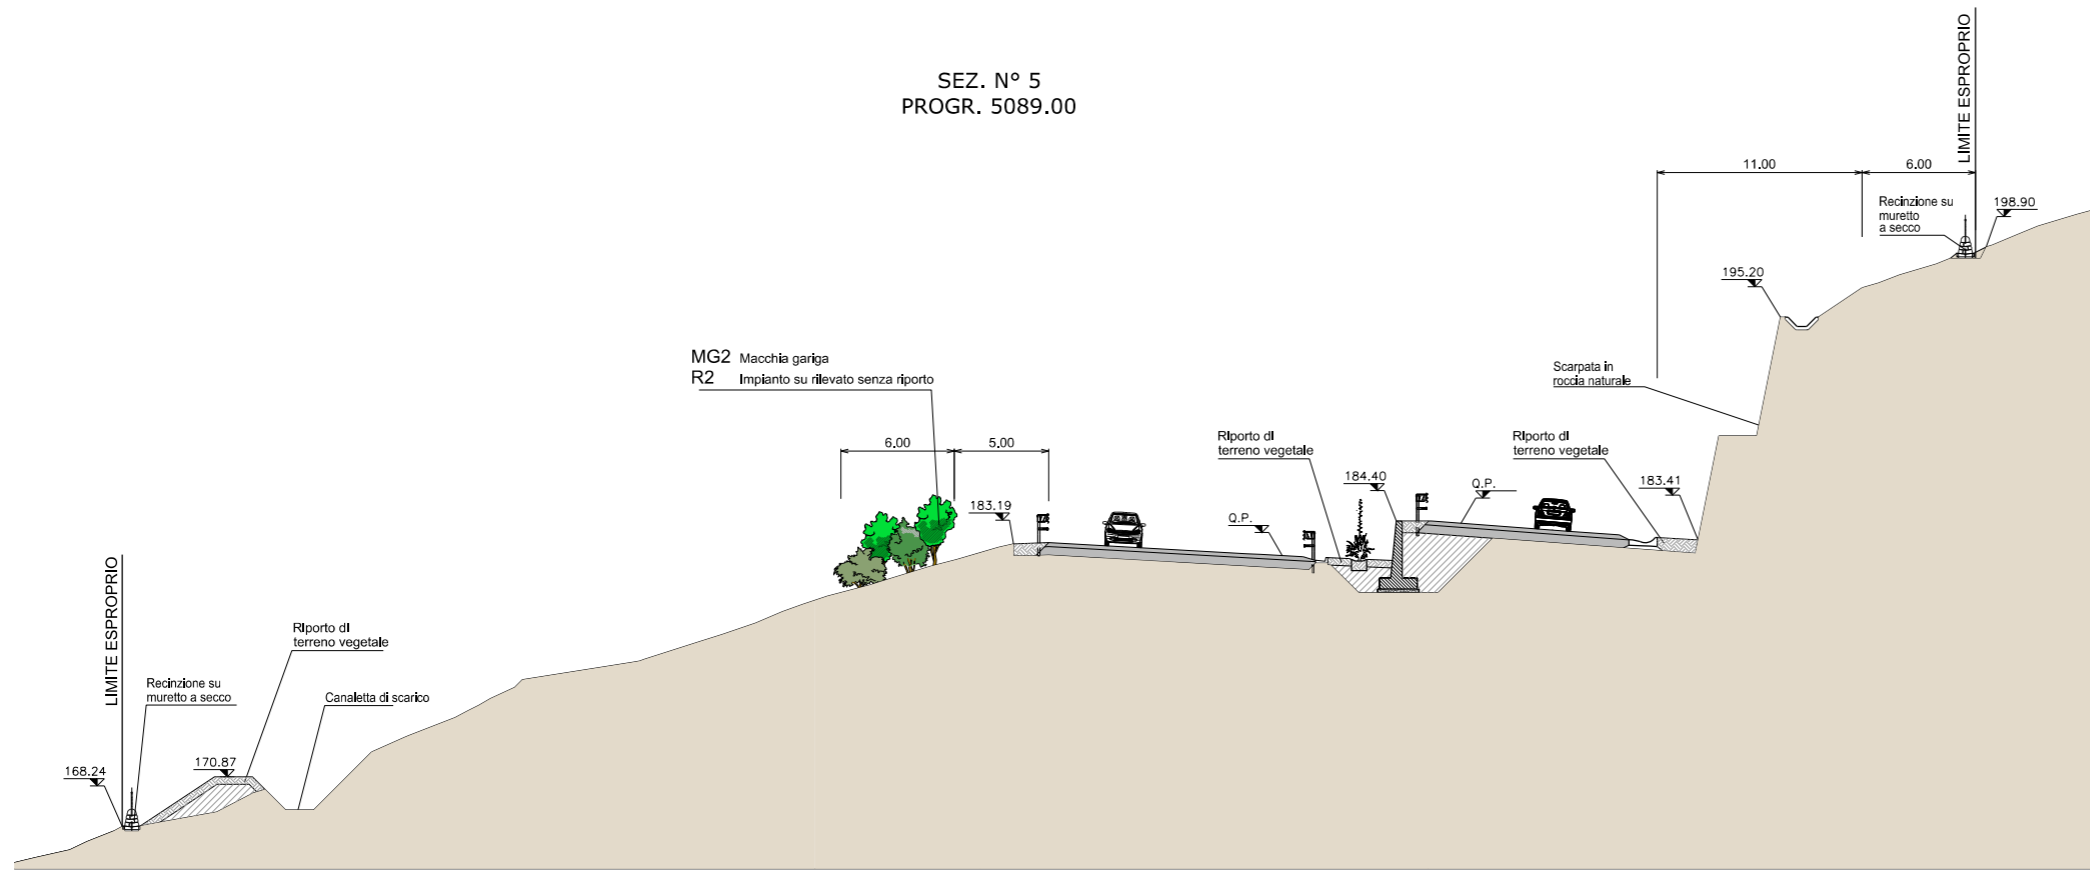 SEZ. N° 5
PROGR. 5089.00
LIMITE ESPROPRIO
11.00
6.00
Recinzione su
muretto
a secco
198.90
195.20
MG2 Macchia gariga
R2 Impianto su rilevato senza riporto
Scarpata in
roccia naturale
6.00
5.00
Riporto di
terreno vegetale
Riporto di
terreno vegetale
184.40
Q.P.
183.41
183.19
Q.P.
LIMITE ESPROPRIO
Riporto di
terreno vegetale
Recinzione su
muretto a secco
Canaletta di scarico
168.24
170.87